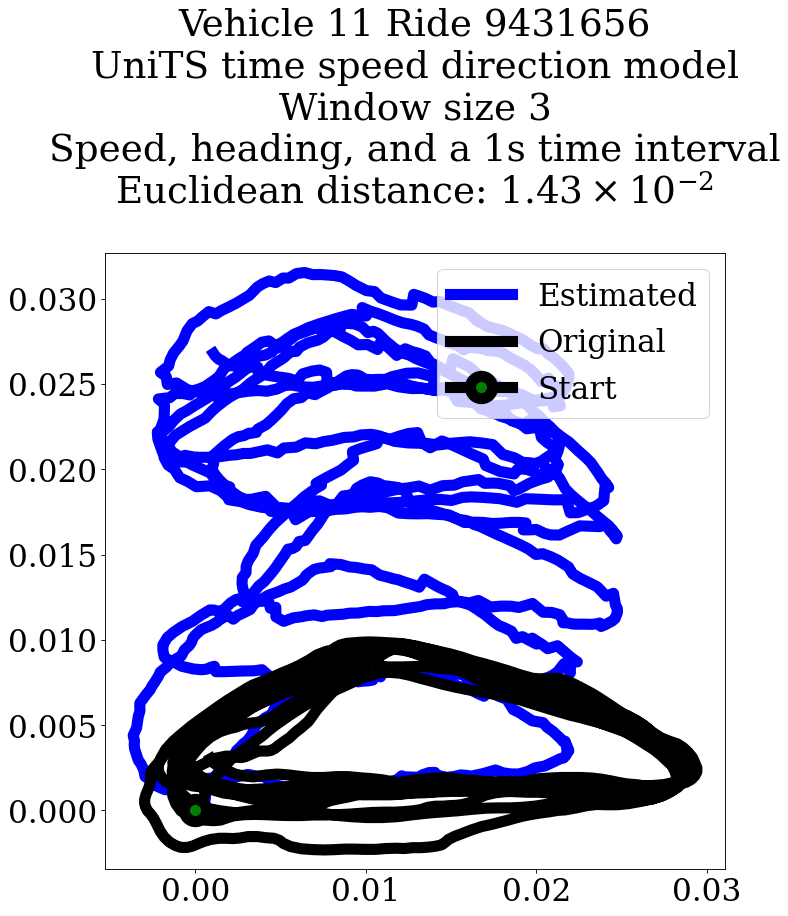 Vehicle 11 Ride 9431656
UniTS time speed direction model
Window size 3
Speed, heading, and a 1s time interval
Euclidean distance: 1.43 × 10⁻²
Estimated
Original
Start
0.030
0.025
0.020
0.015
0.010
0.005
0.000
0.00 0.01 0.02 0.03